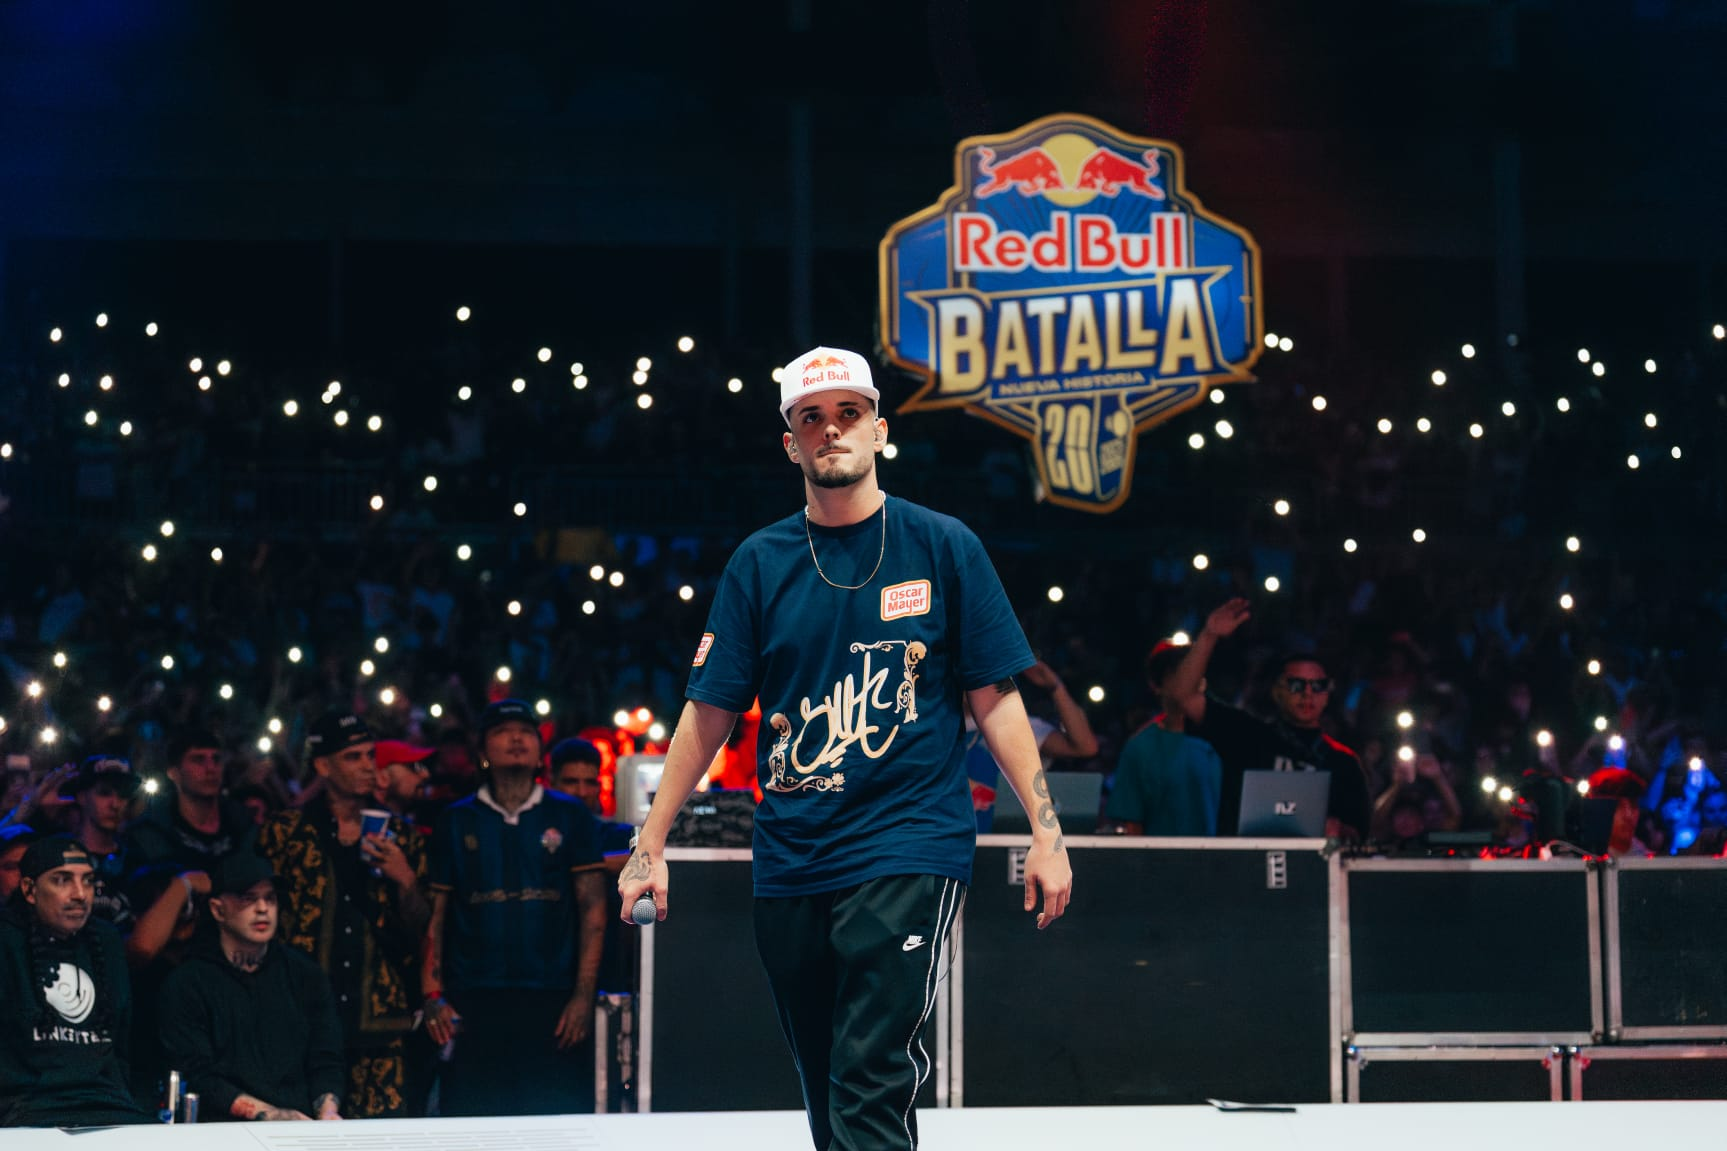 Red Bull
BATALLA
NUEVA HISTORIA
20
Red Bull
Oscar
Mayer